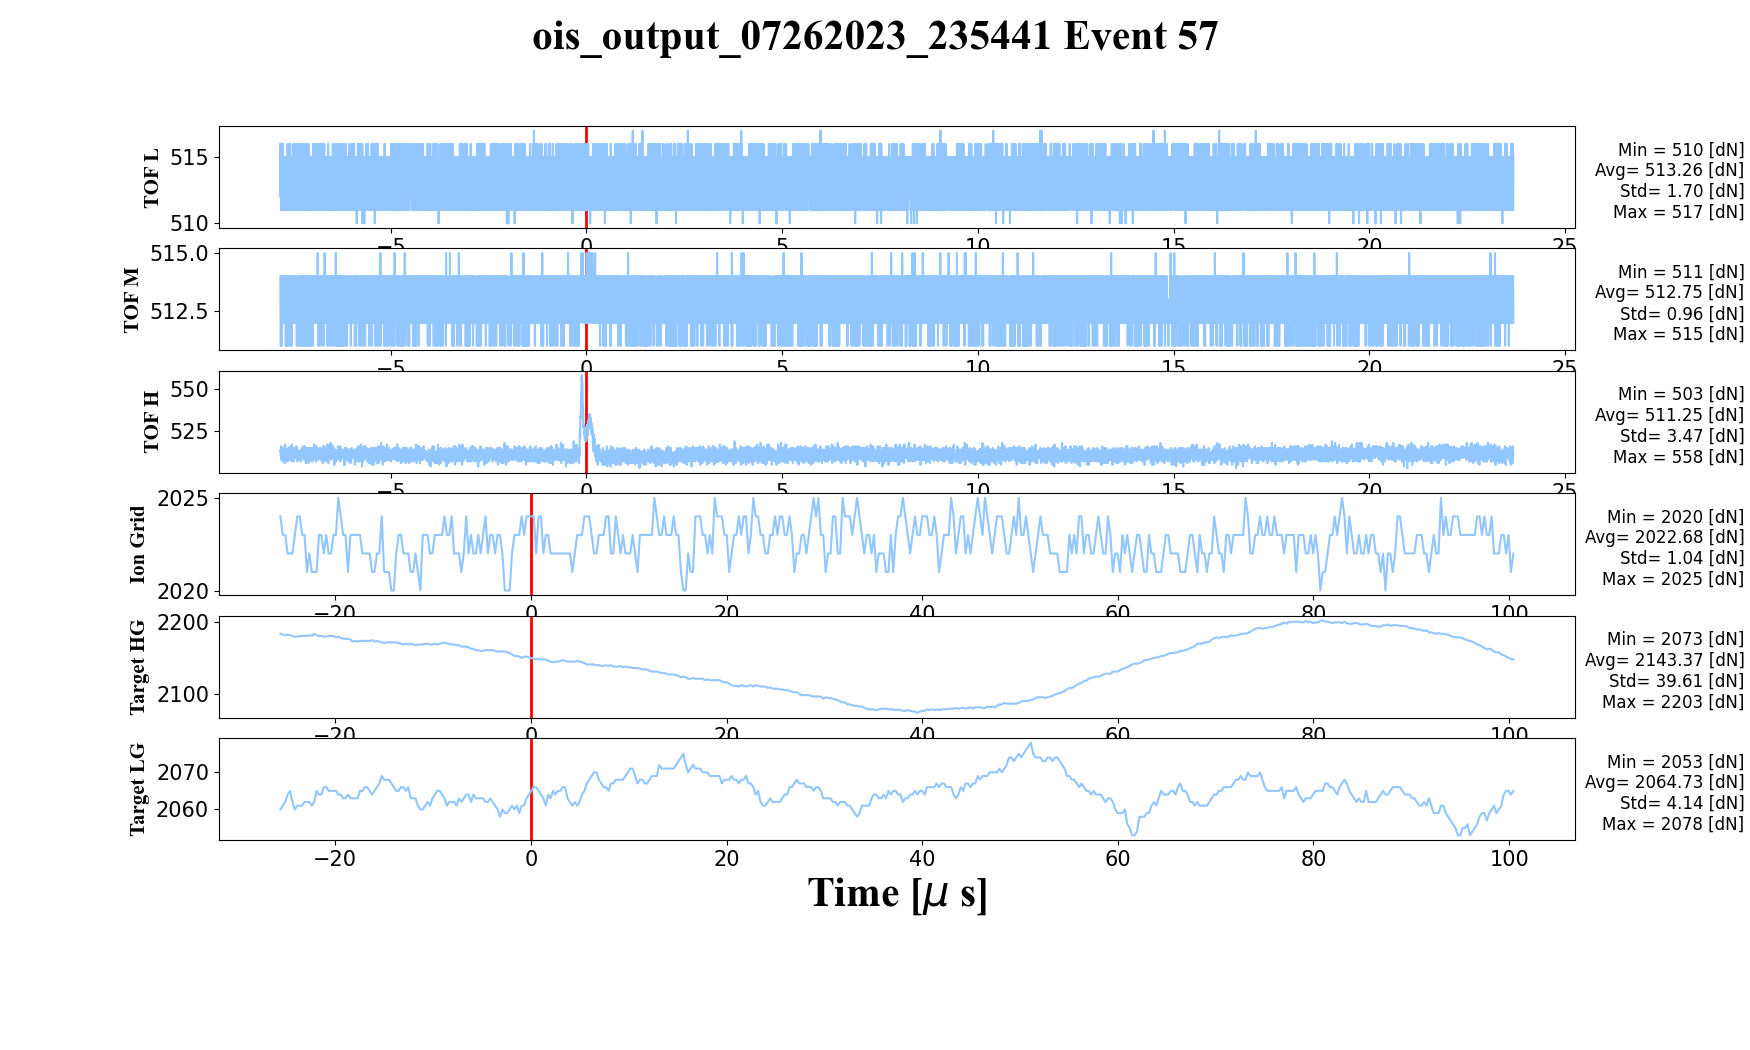 ois_output_07262023_235441 Event 57
TOF L
515
510
−5
0
5
10
15
20
25
Min = 510 [dN]
Avg= 513.26 [dN]
Std= 1.70 [dN]
Max = 517 [dN]
TOF M
515.0
512.5
−5
0
5
10
15
20
25
Min = 511 [dN]
Avg= 512.75 [dN]
Std= 0.96 [dN]
Max = 515 [dN]
TOF H
550
525
−5
0
5
10
15
20
25
Min = 503 [dN]
Avg= 511.25 [dN]
Std= 3.47 [dN]
Max = 558 [dN]
Ion Grid
2025
2020
−20
0
20
40
60
80
100
Min = 2020 [dN]
Avg= 2022.68 [dN]
Std= 1.04 [dN]
Max = 2025 [dN]
Target HG
2200
2100
−20
0
20
40
60
80
100
Min = 2073 [dN]
Avg= 2143.37 [dN]
Std= 39.61 [dN]
Max = 2203 [dN]
Target LG
2070
2060
−20
0
20
40
60
80
100
Min = 2053 [dN]
Avg= 2064.73 [dN]
Std= 4.14 [dN]
Max = 2078 [dN]
Time [μ s]